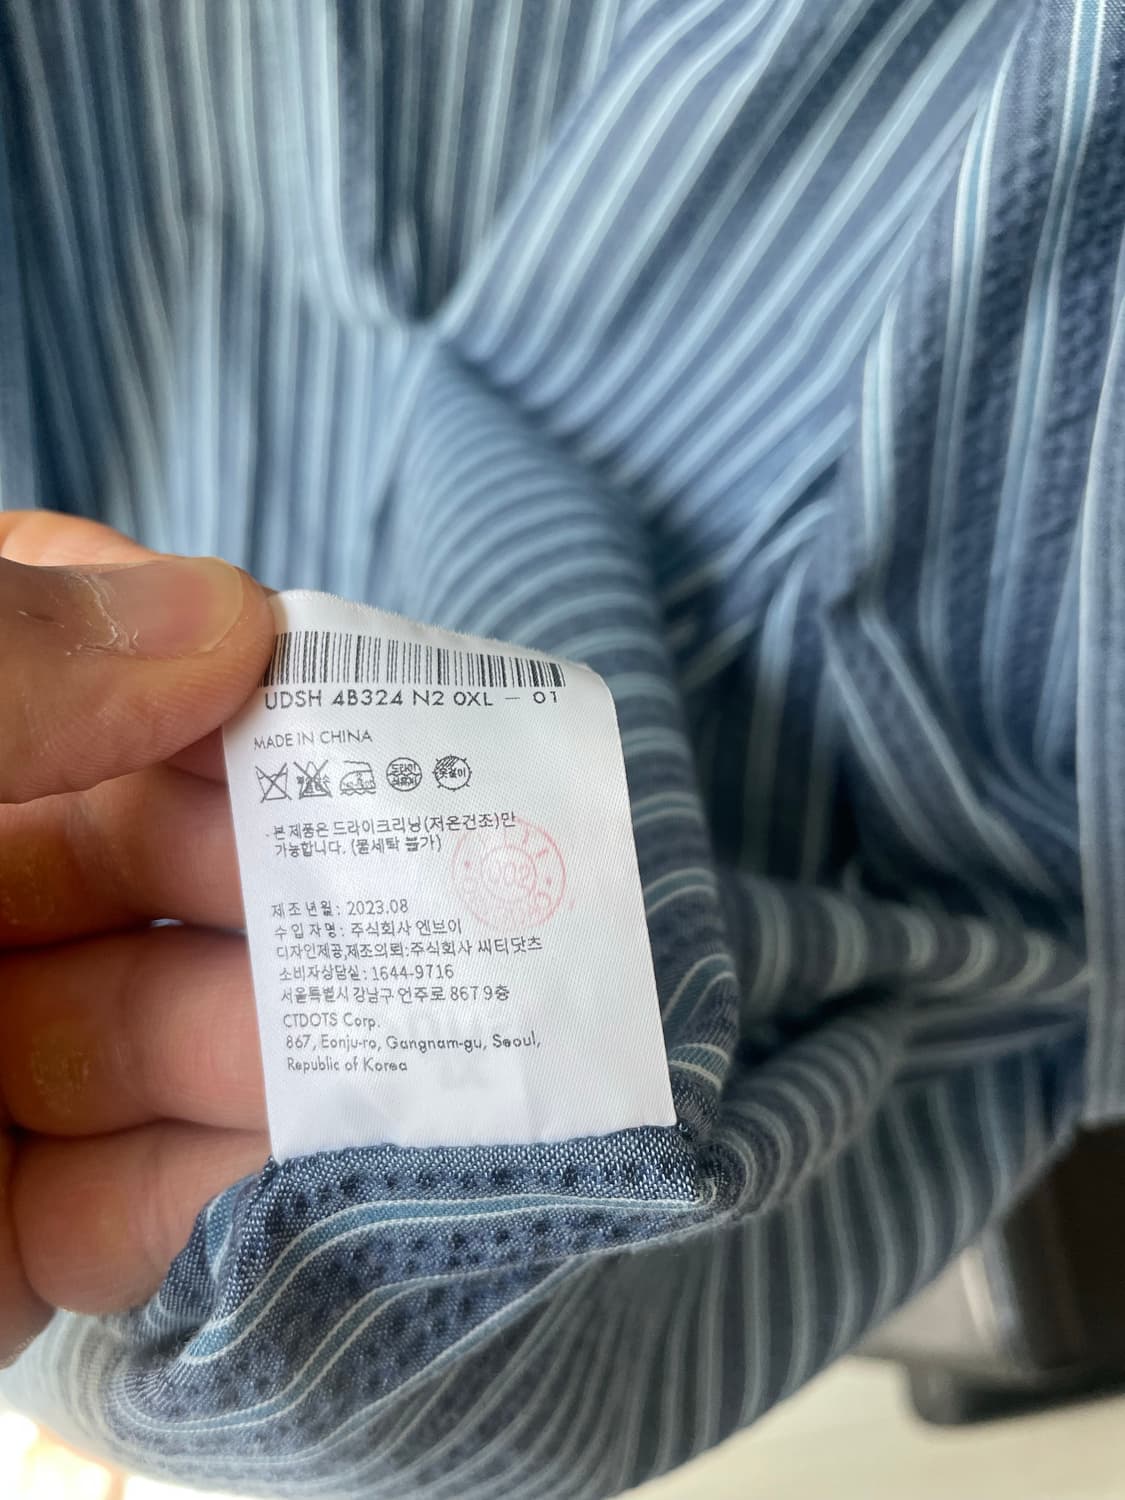 UDSH 4B324 N2 0XL — 01
MADE IN CHINA
드라이
옷걸이
· 본 제품은 드라이크리닝(저온건조)만
가능합니다. (물세탁 불가)
002
제 조 년 월 : 2023.08
수 입 자 명 : 주식회사 엔브이
디자인제공,제조의뢰:주식회사 씨티닷츠
소비자상담실 : 1644-9716
서울특별시 강남구 언주로 867 9층
CTDOTS Corp.
867, Eonju-ro, Gangnam-gu, Seoul,
Republic of Korea